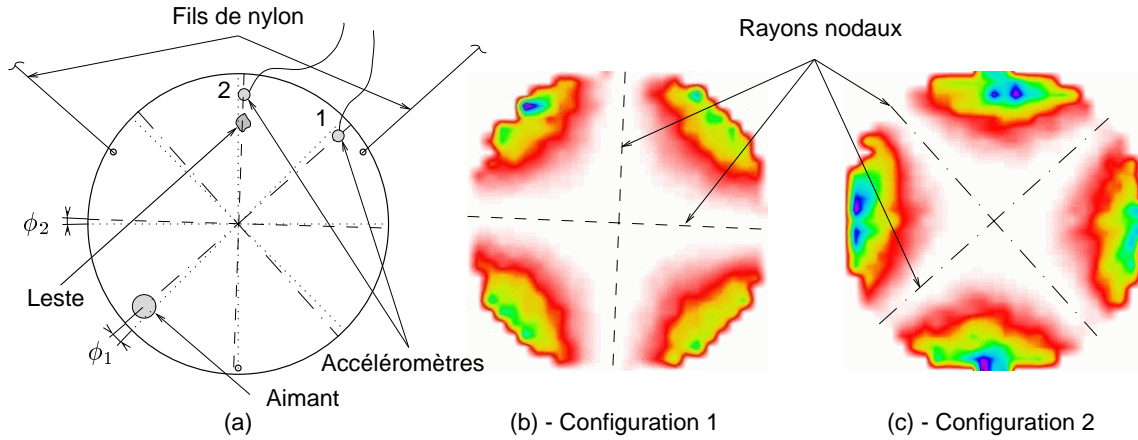 Fils de nylon
Rayons nodaux
2
1
ϕ2
Leste
ϕ1
Accéléromètres
Aimant
(a)
(b) - Configuration 1
(c) - Configuration 2